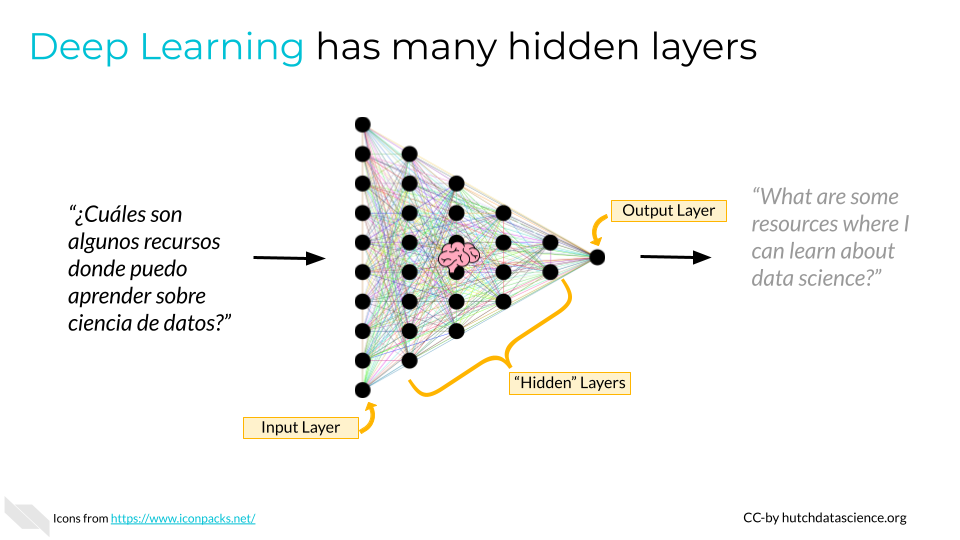 Deep Learning has many hidden layers
“¿Cuáles son
algunos recursos
donde puedo
aprender sobre
ciencia de datos?”
Output Layer
“What are some
resources where I
can learn about
data science?”
“Hidden” Layers
Input Layer
Icons from https://www.iconpacks.net/
CC-by hutchdatascience.org